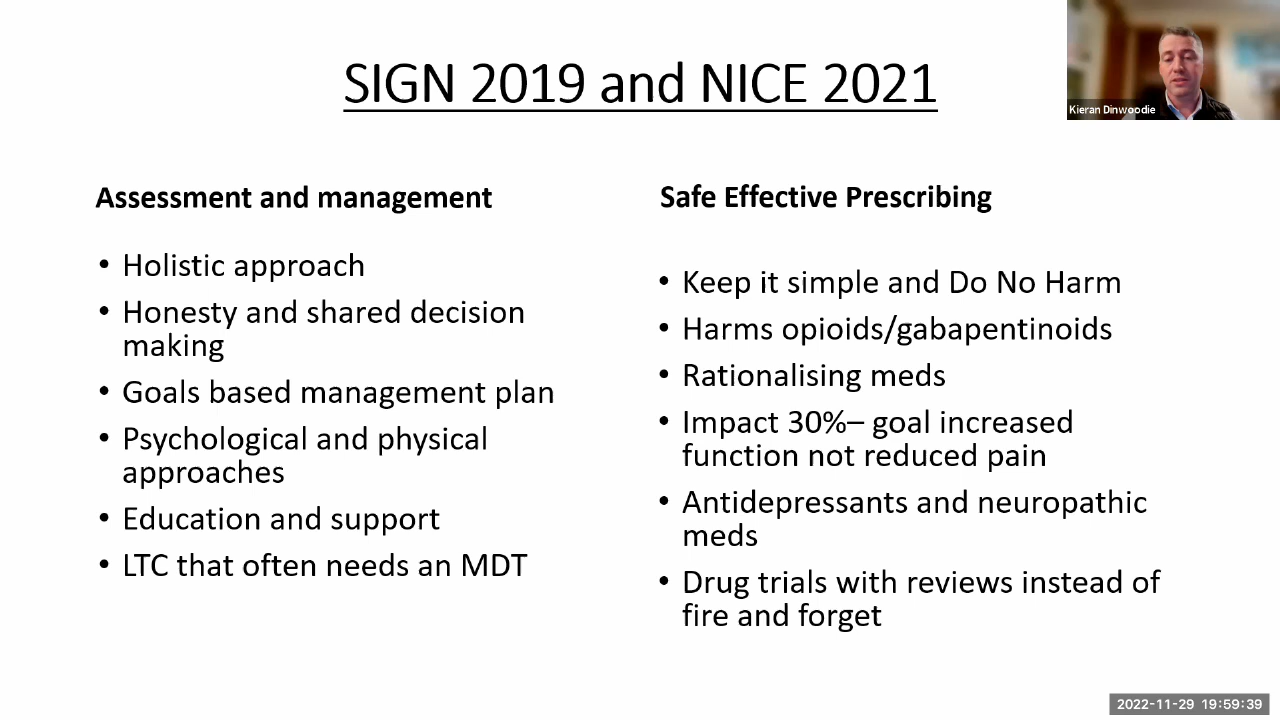 SIGN 2019 and NICE 2021
Kieran Dinwoodie
Assessment and management
• Holistic approach
• Honesty and shared decision
making
• Goals based management plan
• Psychological and physical
approaches
• Education and support
• LTC that often needs an MDT
Safe Effective Prescribing
• Keep it simple and Do No Harm
• Harms opioids/gabapentinoids
• Rationalising meds
• Impact 30%– goal increased
function not reduced pain
• Antidepressants and neuropathic
meds
• Drug trials with reviews instead of
fire and forget
2022-11-29 19:59:39